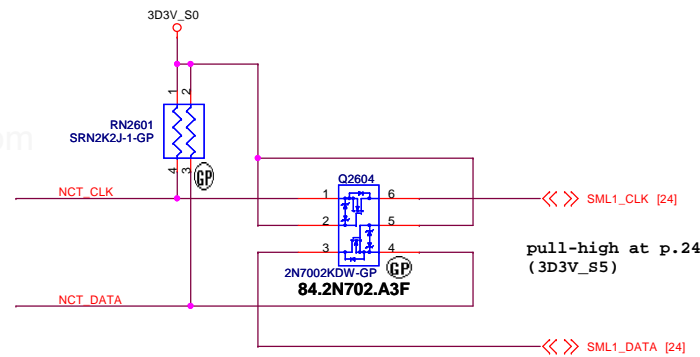 3D3V_S0
1 2
RN2601
SRN2K2J-1-GP
4 3
GP
om
NCT_CLK
Q2604
1 6
SML1_CLK [24]
2 5
3 4
pull-high at p.24
(3D3V_S5)
2N7002KDW-GP
GP
84.2N702.A3F
NCT_DATA
SML1_DATA [24]